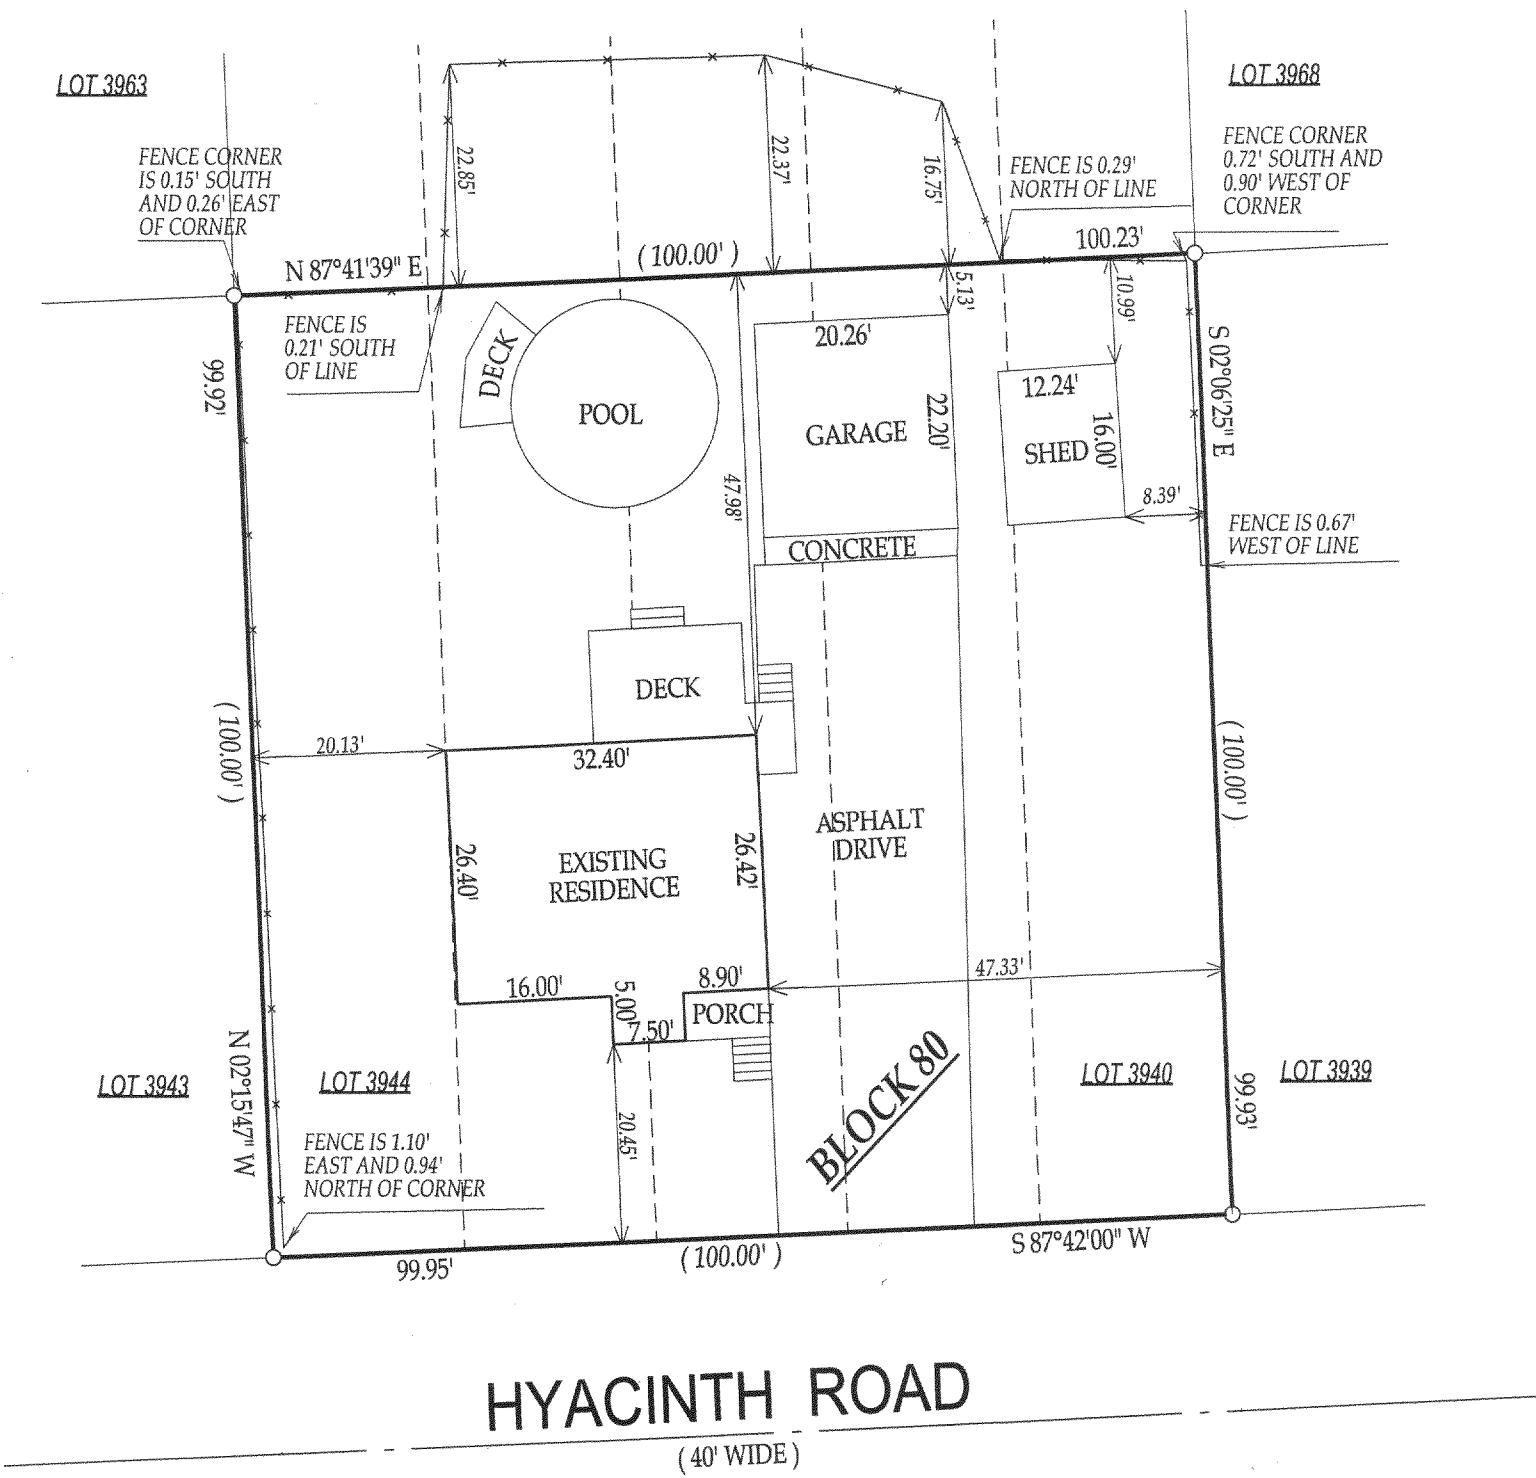 LOT 3963
LOT 3968
FENCE CORNER
IS 0.15' SOUTH
AND 0.26' EAST
OF CORNER
22.85'
22.37'
16.75'
FENCE IS 0.29'
NORTH OF LINE
FENCE CORNER
0.72' SOUTH AND
0.90' WEST OF
CORNER
N 87°41'39" E
( 100.00' )
100.23'
FENCE IS
0.21' SOUTH
OF LINE
DECK
POOL
5.13'
20.26'
GARAGE
22.20'
10.99'
12.24'
SHED
16.00'
8.39'
S 02°06'25" E
99.92'
47.98'
CONCRETE
FENCE IS 0.67'
WEST OF LINE
DECK
( 100.00' )
20.13'
32.40'
( 100.00' )
26.40'
EXISTING
RESIDENCE
26.42'
ASPHALT
DRIVE
16.00'
5.00'
7.50'
8.90'
PORCH
47.33'
N 02°15'47" W
LOT 3943
LOT 3944
BLOCK 80
LOT 3940
LOT 3939
99.93'
FENCE IS 1.10'
EAST AND 0.94'
NORTH OF CORNER
20.45'
99.95'
( 100.00' )
S 87°42'00" W
HYACINTH ROAD
( 40' WIDE )